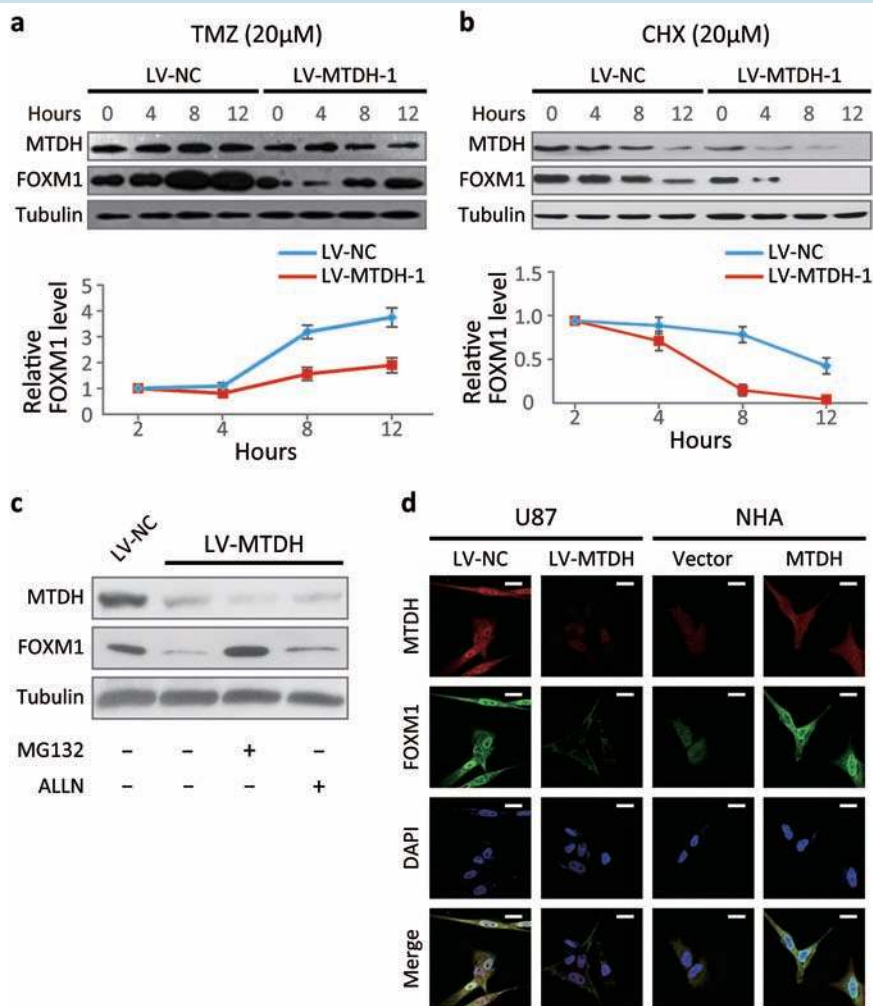 a
TMZ (20μM)
LV-NC LV-MTDH-1
Hours 0 4 8 12 0 4 8 12
MTDH
FOXM1
Tubulin
LV-NC
LV-MTDH-1
Relative
FOXM1 level
5
4
3
2
1
0
2 4 8 12
Hours
b
CHX (20μM)
LV-NC LV-MTDH-1
Hours 0 4 8 12 0 4 8 12
MTDH
FOXM1
Tubulin
LV-NC
LV-MTDH-1
Relative
FOXM1 level
1.0
0.5
0
2 4 8 12
Hours
c
LV-NC LV-MTDH
MTDH
FOXM1
Tubulin
MG132 – – + –
ALLN – – – +
d
U87 NHA
LV-NC LV-MTDH Vector MTDH
MTDH
FOXM1
DAPI
Merge